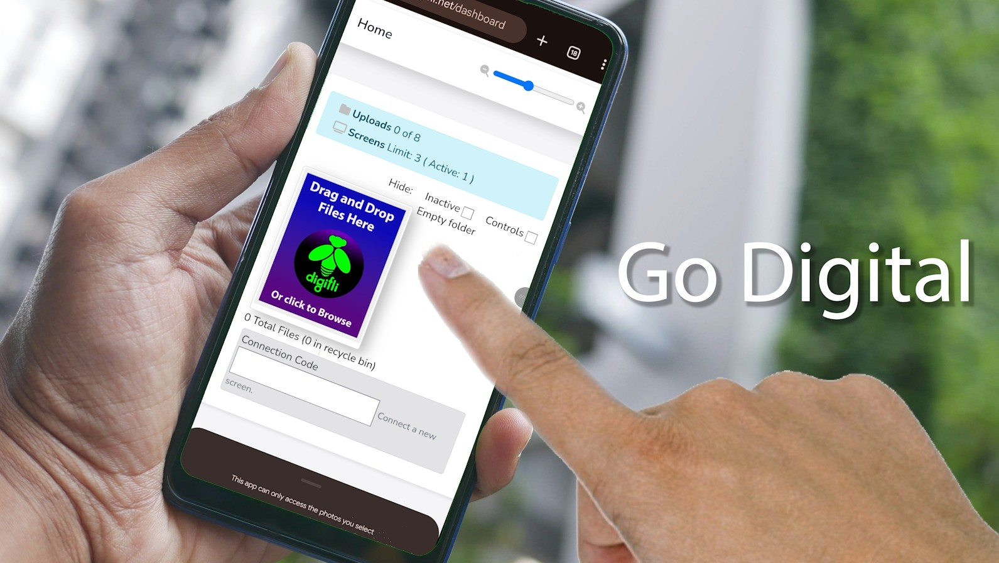 .net/dashboard
18
Home
Uploads 0 of 8
Screens Limit: 3 ( Active: 1 )
Hide:
Inactive
Empty folder
Controls
Drag and Drop
Files Here
digifli
Or click to Browse
0 Total Files (0 in recycle bin)
Connection Code
Connect a new
screen.
This app can only access the photos you select
Go Digital